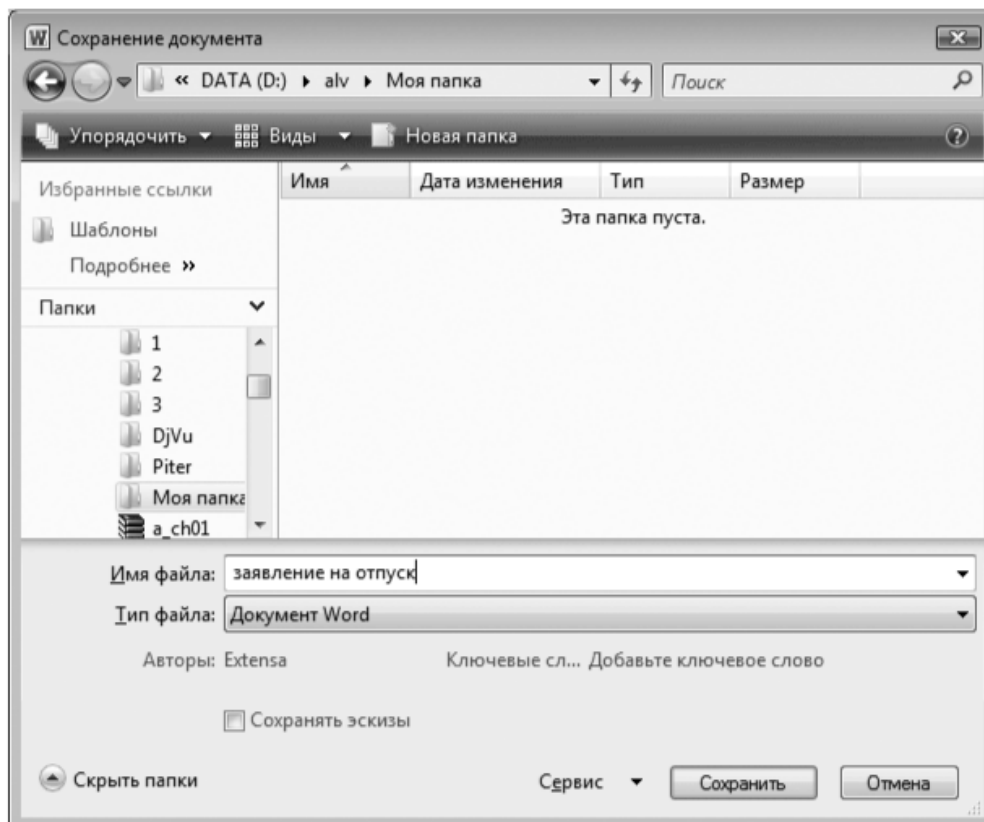 W Сохранение документа
« DATA (D:) alv Моя папка Поиск
Упорядочить Виды Новая папка ?
Избранные ссылки Имя Дата изменения Тип Размер
Эта папка пуста.
Шаблоны
Подробнее »
Папки
1
2
3
DjVu
Piter
Моя папка
a_ch01
Имя файла: заявление на отпуск
Тип файла: Документ Word
Авторы: Extensa Ключевые сл... Добавьте ключевое слово
Сохранять эскизы
Скрыть папки Сервис Сохранить Отмена